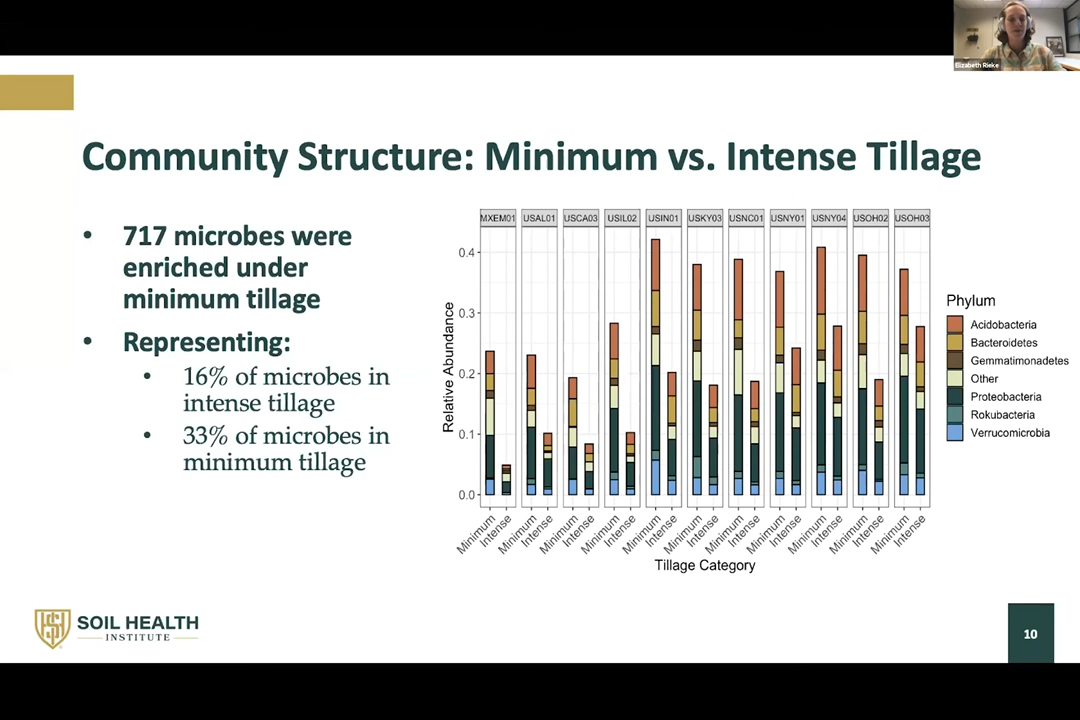 Elizabeth Rieke
Community Structure: Minimum vs. Intense Tillage
• 717 microbes were
enriched under
minimum tillage
• Representing:
• 16% of microbes in
intense tillage
• 33% of microbes in
minimum tillage
MXEM01 USAL01 USCA03 USIL02 USIN01 USKY03 USNC01 USNY01 USNY04 USOH02 USOH03
Relative Abundance
0.4
0.3
0.2
0.1
0.0
Minimum Intense Minimum Intense Minimum Intense Minimum Intense Minimum Intense Minimum Intense Minimum Intense Minimum Intense Minimum Intense Minimum Intense Minimum Intense
Tillage Category
Phylum
Acidobacteria
Bacteroidetes
Gemmatimonadetes
Other
Proteobacteria
Rokubacteria
Verrucomicrobia
SOIL HEALTH
INSTITUTE
10